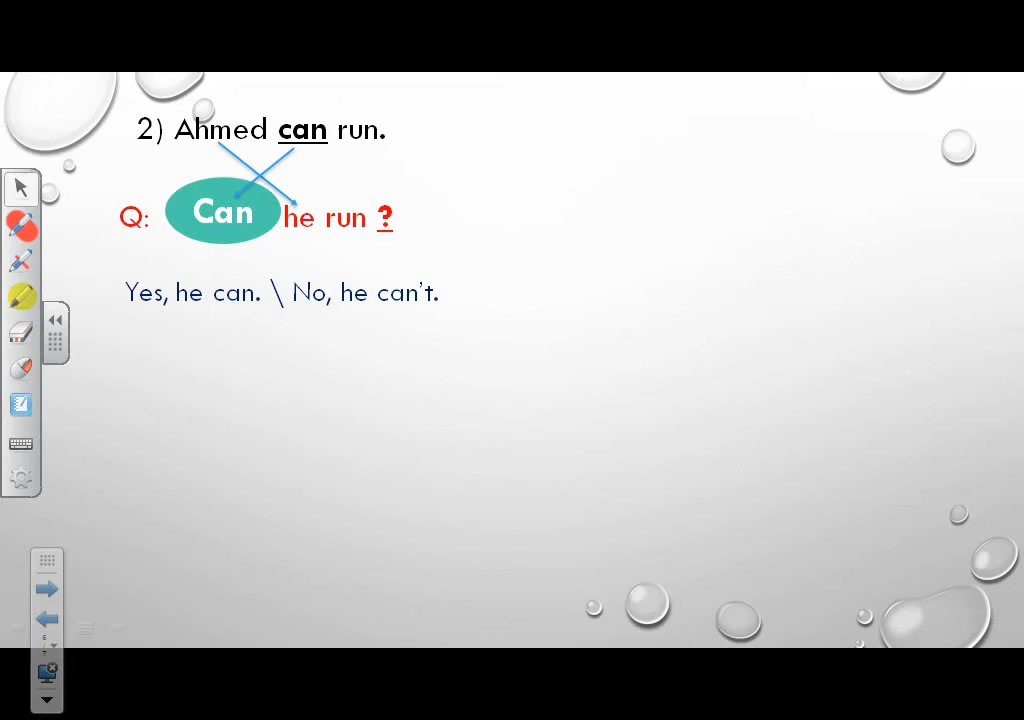 2) Ahmed can run.
Q: Can he run ?
Yes, he can. \ No, he can't.